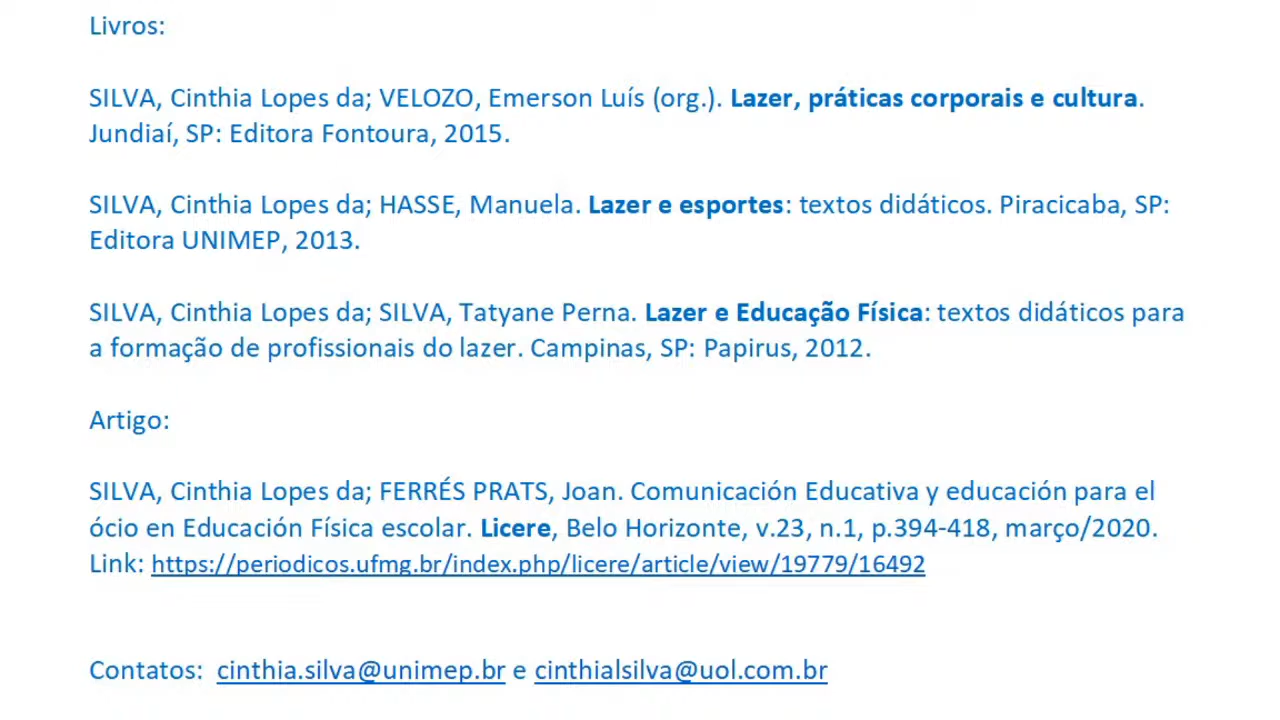 Livros:
SILVA, Cinthia Lopes da; VELOZO, Emerson Luís (org.). Lazer, práticas corporais e cultura.
Jundiaí, SP: Editora Fontoura, 2015.
SILVA, Cinthia Lopes da; HASSE, Manuela. Lazer e esportes: textos didáticos. Piracicaba, SP:
Editora UNIMEP, 2013.
SILVA, Cinthia Lopes da; SILVA, Tatyane Perna. Lazer e Educação Física: textos didáticos para
a formação de profissionais do lazer. Campinas, SP: Papirus, 2012.
Artigo:
SILVA, Cinthia Lopes da; FERRÉS PRATS, Joan. Comunicación Educativa y educación para el
ócio en Educación Física escolar. Licere, Belo Horizonte, v.23, n.1, p.394-418, março/2020.
Link: https://periodicos.ufmg.br/index.php/licere/article/view/19779/16492
Contatos: cinthia.silva@unimep.br e cinthialsilva@uol.com.br